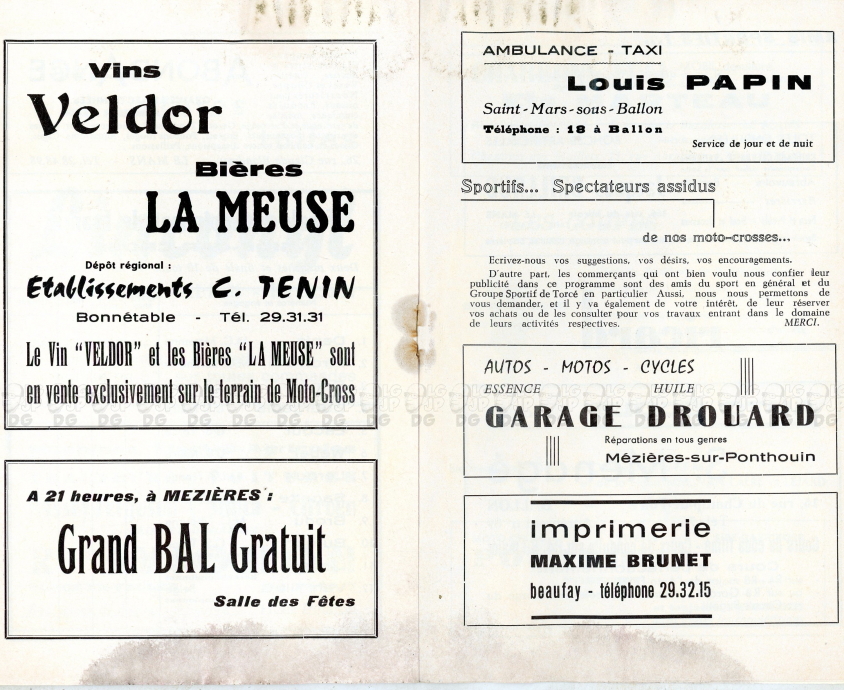 Vins
Veldor
Bières
LA MEUSE
Dépôt régional :
Etablissements C. TENIN
Bonnétable - Tél. 29.31.31
Le Vin “VELDOR” et les Bières “LA MEUSE” sont
en vente exclusivement sur le terrain de Moto-Cross
A 21 heures, à MEZIÈRES :
Grand BAL Gratuit
Salle des Fêtes
AMBULANCE - TAXI
Louis PAPIN
Saint-Mars-sous-Ballon
Téléphone : 18 à Ballon
Service de jour et de nuit
Sportifs... Spectateurs assidus
de nos moto-crosses...
Ecrivez-nous vos suggestions, vos désirs, vos encouragements.
D'autre part, les commerçants qui ont bien voulu nous confier leur
publicité dans ce programme sont des amis du sport en général et du
Groupe Sportif de Torcé en particulier Aussi, nous nous permettons de
vous demander, et il y va également de votre intérêt, de leur réserver
vos achats ou de les consulter pour vos travaux entrant dans le domaine
de leurs activités respectives. MERCI.
AUTOS - MOTOS - CYCLES
ESSENCE HUILE
GARAGE DROUARD
Réparations en tous genres
Mézières-sur-Ponthouin
imprimerie
MAXIME BRUNET
beaufay - téléphone 29.32.15